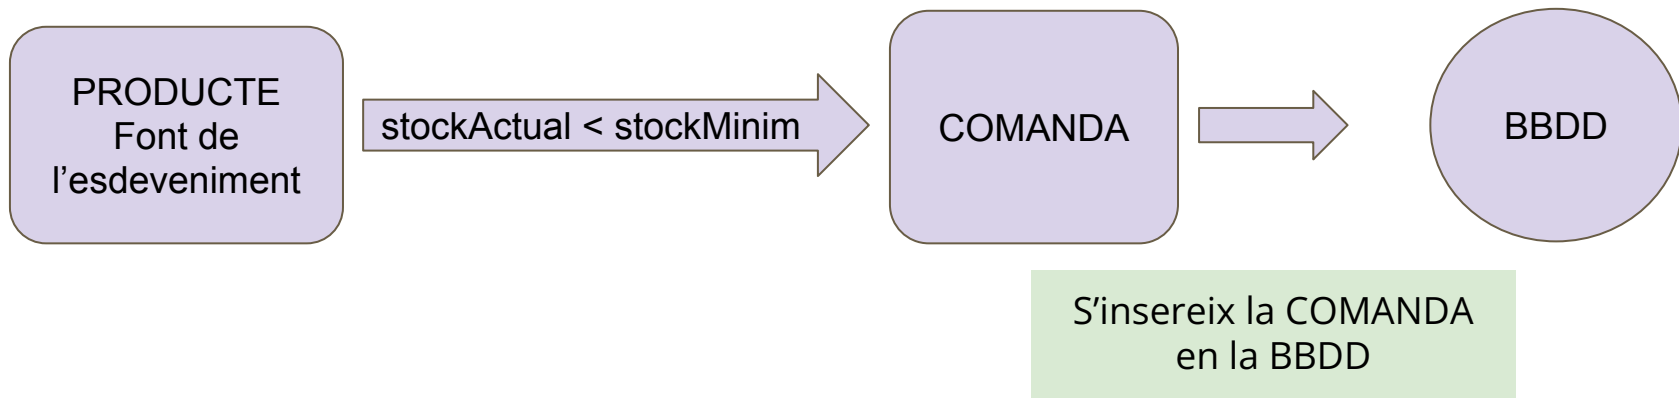 PRODUCTE
Font de
l’esdeveniment
stockActual < stockMinim
COMANDA
BBDD
S’insereix la COMANDA
en la BBDD